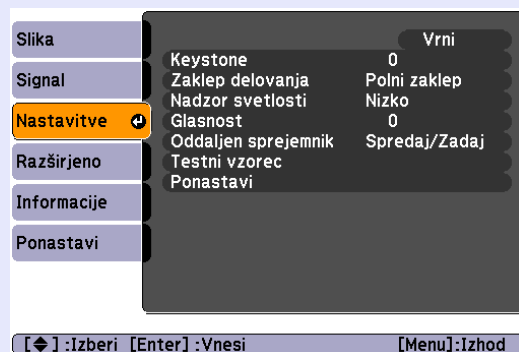 Slika
Signal
Nastavitve
Razširjeno
Informacije
Ponastavi
Vrni
Keystone 0
Zaklep delovanja Polni zaklep
Nadzor svetlosti Nizko
Glasnost 0
Oddaljen sprejemnik Spredaj/Zadaj
Testni vzorec
Ponastavi
[◆] :Izberi [Enter] :Vnesi [Menu]:Izhod